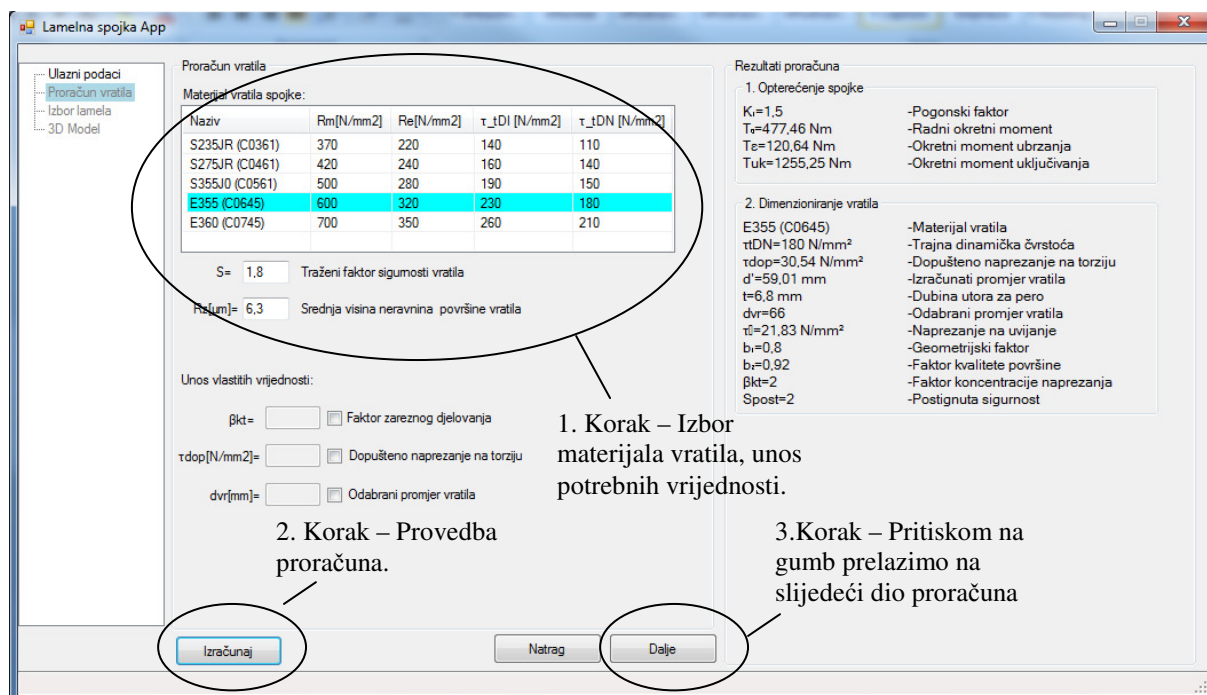 Lamelna spojka App
Ulazni podaci
Proračun vratila
Izbor lamela
3D Model
Proračun vratila
Materijal vratila spojke:
Naziv Rm[N/mm2] Re[N/mm2] τ_tDI [N/mm2] τ_tDN [N/mm2]
S235JR (C0361) 370 220 140 110
S275JR (C0461) 420 240 160 140
S355J0 (C0561) 500 280 190 150
E355 (C0645) 600 320 230 180
E360 (C0745) 700 350 260 210
S= 1,8 Traženi faktor sigurnosti vratila
Rz[µm]= 6,3 Srednja visina neravnina površine vratila
Unos vlastitih vrijednosti:
βkt= Faktor zareznog djelovanja
τdop[N/mm2]= Dopušteno naprezanje na torziju
dvr[mm]= Odabrani promjer vratila
1. Korak – Izbor
materijala vratila, unos
potrebnih vrijednosti.
2. Korak – Provedba
proračuna.
3.Korak – Pritiskom na
gumb prelazimo na
slijedeći dio proračuna
Izračunaj
Natrag
Dalje
Rezultati proračuna
1. Opterećenje spojke
K₁=1,5 -Pogonski faktor
=477,46 Nm -Radni okretni moment
Tε=120,64 Nm -Okretni moment ubrzanja
Tuk=1255,25 Nm -Okretni moment uključivanja
2. Dimenzioniranje vratila
E355 (C0645) -Materijal vratila
τtDN=180 N/mm² -Trajna dinamička čvrstoća
τdop=30,54 N/mm² -Dopušteno naprezanje na torziju
d'=59,01 mm -Izračunati promjer vratila
t=6,8 mm -Dubina utora za pero
dvr=66 -Odabrani promjer vratila
τ▯=21,83 N/mm² -Naprezanje na uvijanje
b₁=0,8 -Geometrijski faktor
b₂=0,92 -Faktor kvalitete površine
βkt=2 -Faktor koncentracije naprezanja
Spost=2 -Postignuta sigurnost